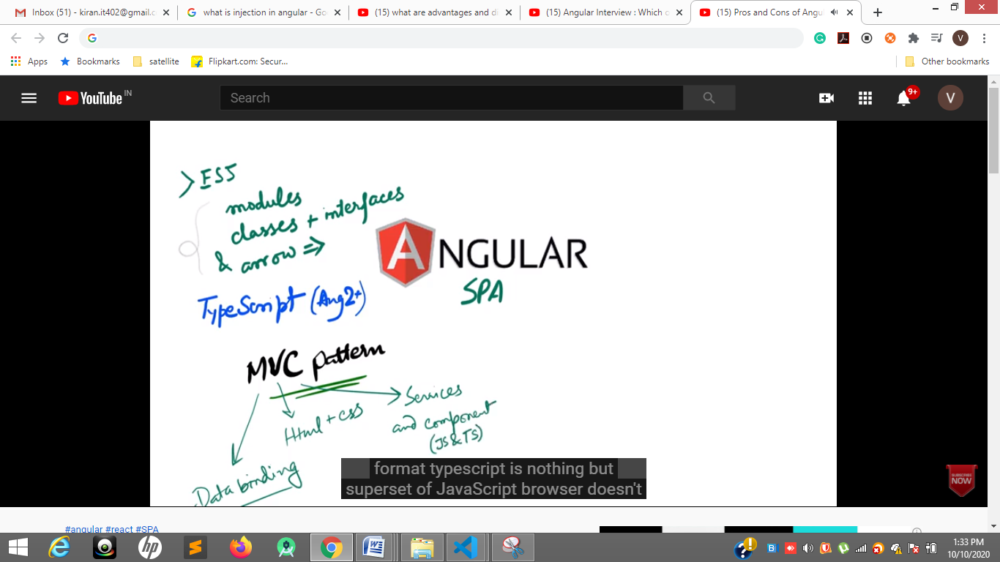 Inbox (51) - kiran.it402@gmail.c
what is injection in angular - Go
(15) what are advantages and di
(15) Angular Interview : Which o
(15) Pros and Cons of Angul
Apps
Bookmarks
satellite
Flipkart.com: Secur...
Other bookmarks
V
YouTube IN
Search
9+
V
> ES5
modules
classes + interfaces
& arrow ⇒
ANGULAR
SPA
TypeScript (Ang2+)
MVC pattern
Services
Html + css
and component
(JS & TS)
Data binding
format typescript is nothing but
superset of JavaScript browser doesn't
SUBSCRIBE
NOW
#angular #react #SPA
1:33 PM
10/10/2020